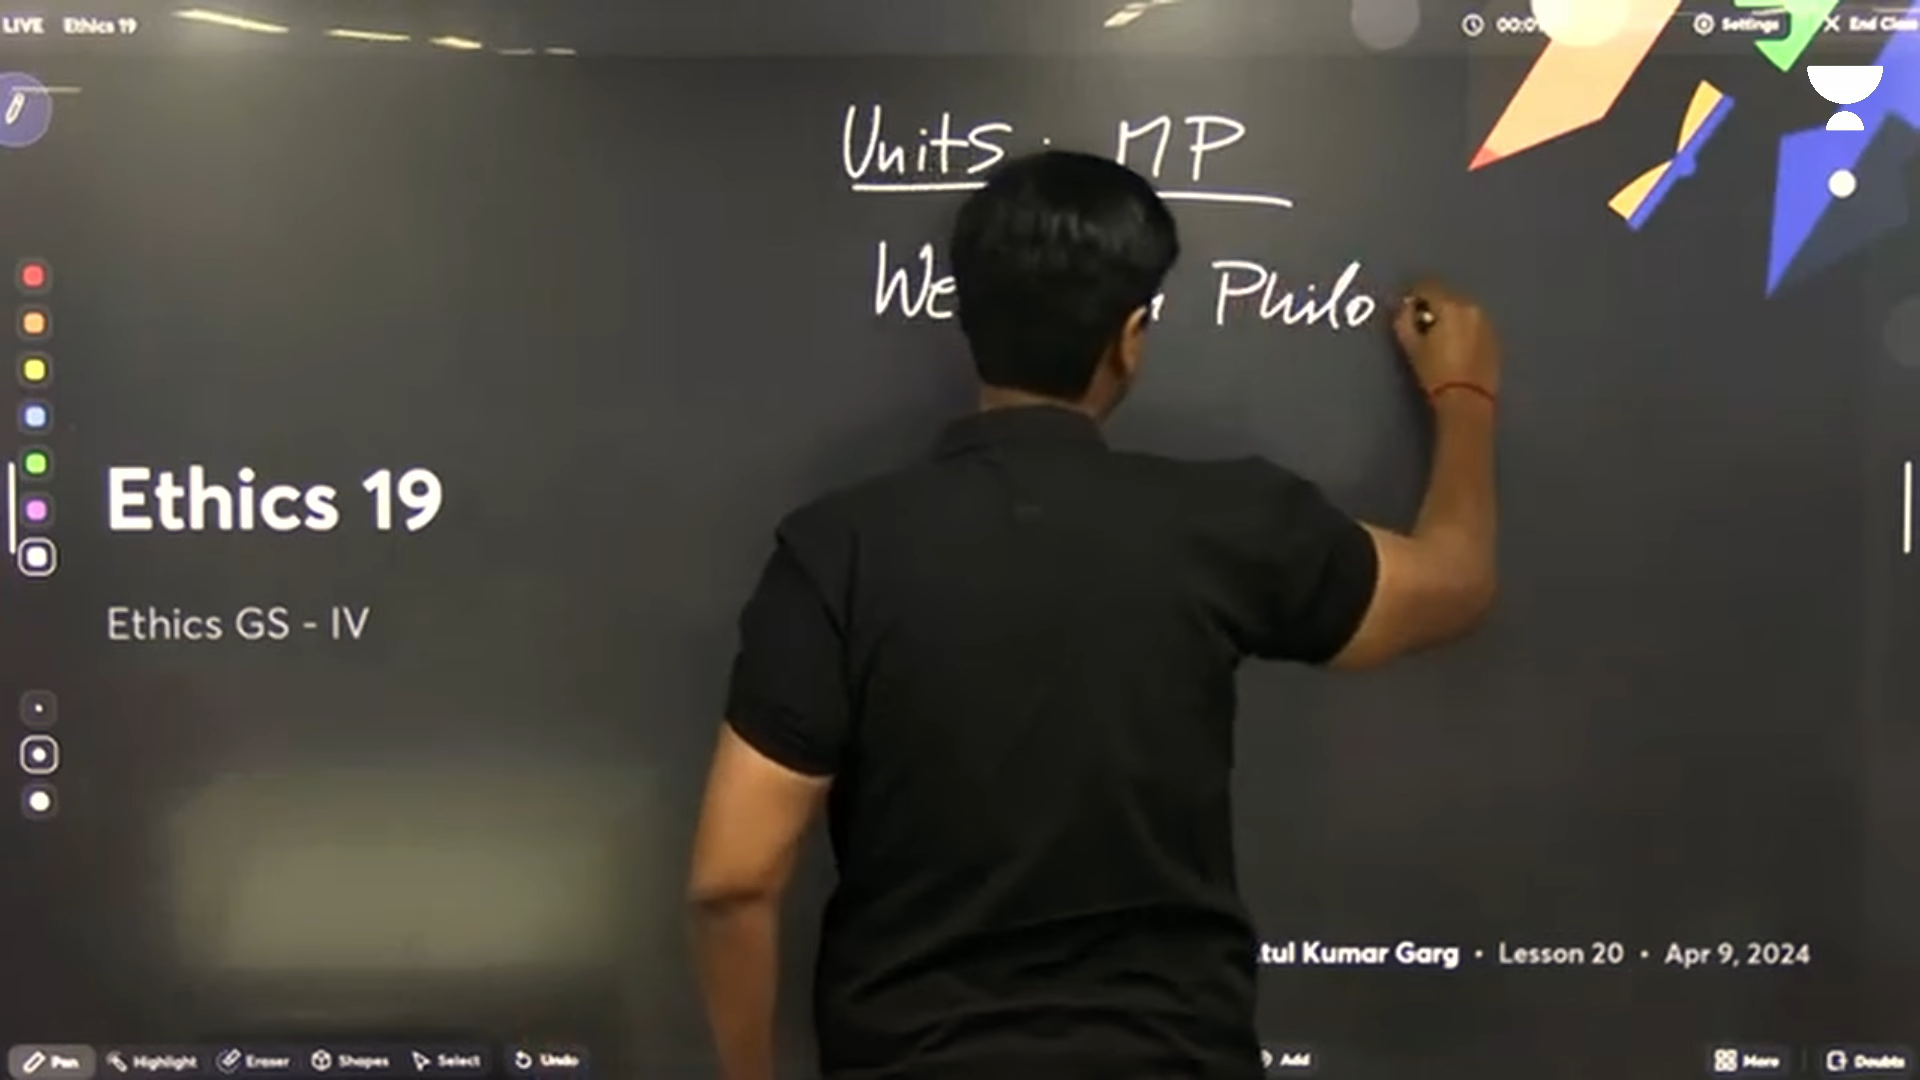 LIVE Ethics 19
Settings
End Class
Units: MP
Philo
Ethics 19
Ethics GS - IV
tul Kumar Garg • Lesson 20 • Apr 9, 2024
Pen Highlight Eraser Shapes Select Undo Add More Doubts